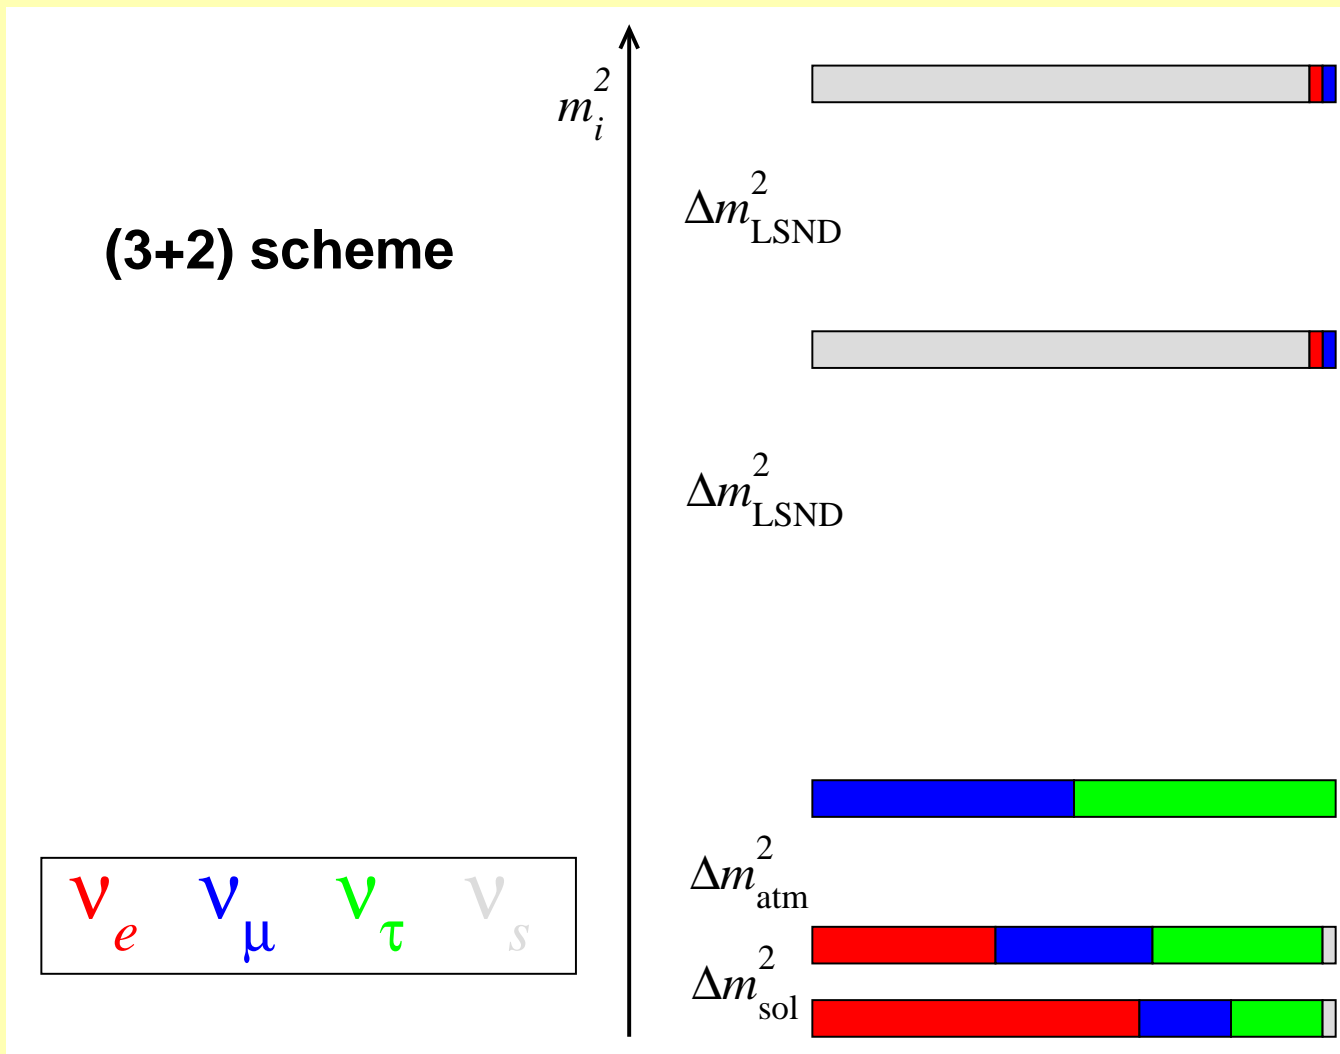 m_i^2
Δm^2_LSND
(3+2) scheme
Δm^2_LSND
Δm^2_atm
ν_e ν_μ ν_τ ν_s
Δm^2_sol